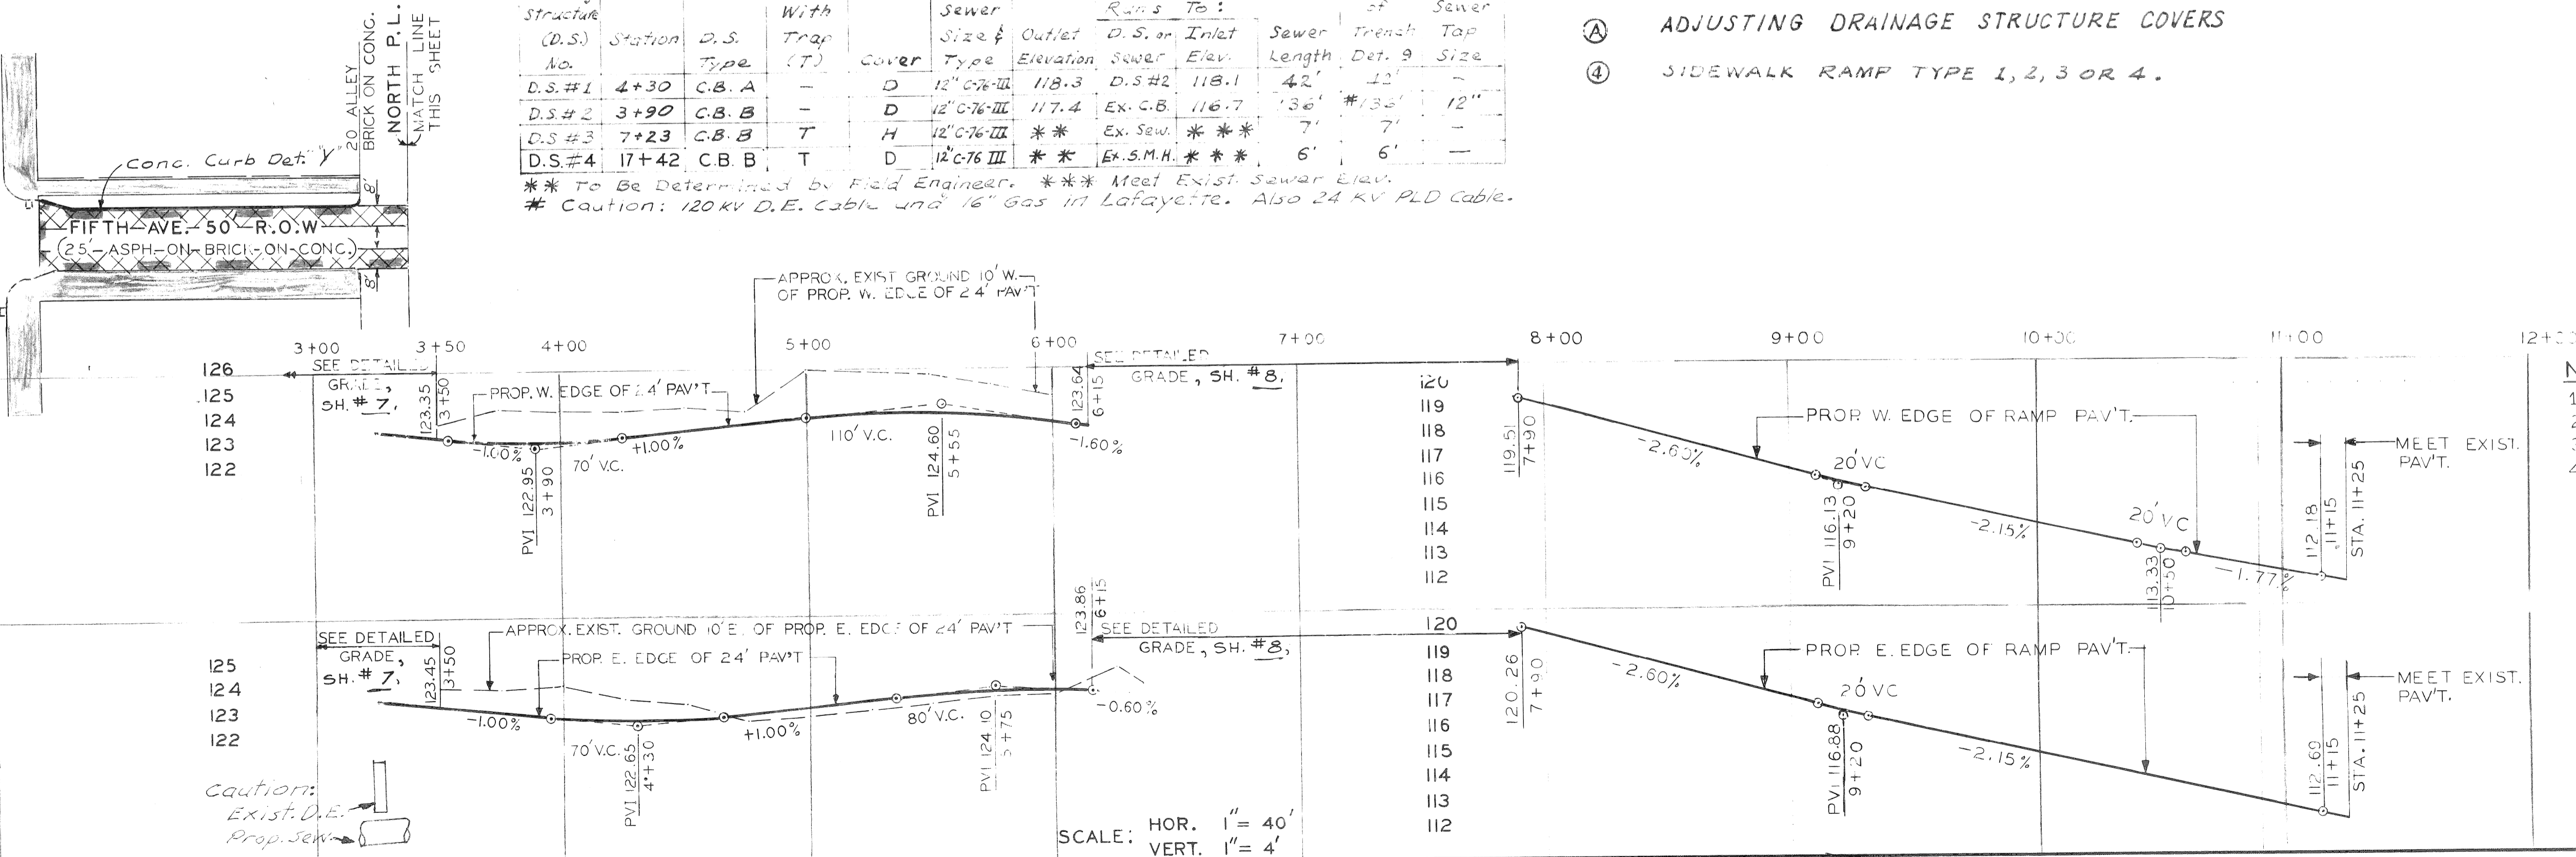 20' ALLEY
BRICK ON CONC.
NORTH P.L.
MATCH LINE
THIS SHEET
Conc. Curb Det. "Y"
8'
FIFTH AVE. 50' R.O.W
(25' ASPH-ON-BRICK-ON-CONC.)
8'
Structure (D.S.) No. | Station | D.S. Type | With Trap (T) | Cover | Sewer Size & Type | Outlet Elevation | Runs To: D.S. or Sewer | Inlet Elev. | Sewer Length | of Trench Det. 9 | Sewer Tap Size
D.S.#1 4+30 C.B. A – D 12" C-76-III 118.3 D.S #2 118.1 42' 42' –
D.S.#2 3+90 C.B. B – D 12" C-76-III 117.4 Ex. C.B. 116.7 136' #136' 12"
D.S #3 7+23 C.B. B T H 12" C-76-III ** Ex. Sew. *** 7' 7' –
D.S.#4 17+42 C.B. B T D 12" C-76 III ** Ex. S.M.H. *** 6' 6' —
** To Be Determined by Field Engineer. *** Meet Exist. Sewer Elev.
# Caution: 120 KV D.E. Cable and 16" Gas in Lafayette. Also 24 KV PLD Cable.
A ADJUSTING DRAINAGE STRUCTURE COVERS
4 SIDEWALK RAMP TYPE 1, 2, 3 OR 4.
APPROX. EXIST GROUND 10' W.
OF PROP. W. EDGE OF 24' PAV'T
3+00 3+50 4+00 5+00 6+00 7+00 8+00 9+00 10+00 11+00
126
125
124
123
122
SEE DETAILED
GRADE,
SH. #7,
123.35
3+50
PROP. W. EDGE OF 24' PAV'T
-1.00%
PVI 122.95
3+90
70' V.C.
+1.00%
110' V.C.
PVI 124.60
5+55
-1.60%
123.64
6+15
SEE DETAILED
GRADE, SH. #8,
120
119
118
117
116
115
114
113
112
119.51
7+90
-2.60%
PROP. W. EDGE OF RAMP PAV'T.
20' VC
PVI 116.13
9+20
-2.15%
20' VC
113.33
10+50
-1.77%
112.18
11+15
STA. 11+25
MEET EXIST.
PAV'T.
125
124
123
122
SEE DETAILED
GRADE,
SH. #7,
123.45
3+50
APPROX. EXIST. GROUND 10' E. OF PROP. E. EDGE OF 24' PAV'T
PROP. E. EDGE OF 24' PAV'T
-1.00%
70' V.C.
PVI 122.65
4+30
+1.00%
80' V.C.
PVI 124.10
5+75
-0.60%
123.86
6+15
SEE DETAILED
GRADE, SH. #8,
120
119
118
117
116
115
114
113
112
120.26
7+90
-2.60%
PROP. E. EDGE OF RAMP PAV'T.
20' VC
PVI 116.88
9+20
-2.15%
112.69
11+15
STA. 11+25
MEET EXIST.
PAV'T.
Caution:
Exist. D.E.
Prop. Sew.
SCALE: HOR. 1" = 40'
VERT. 1" = 4'